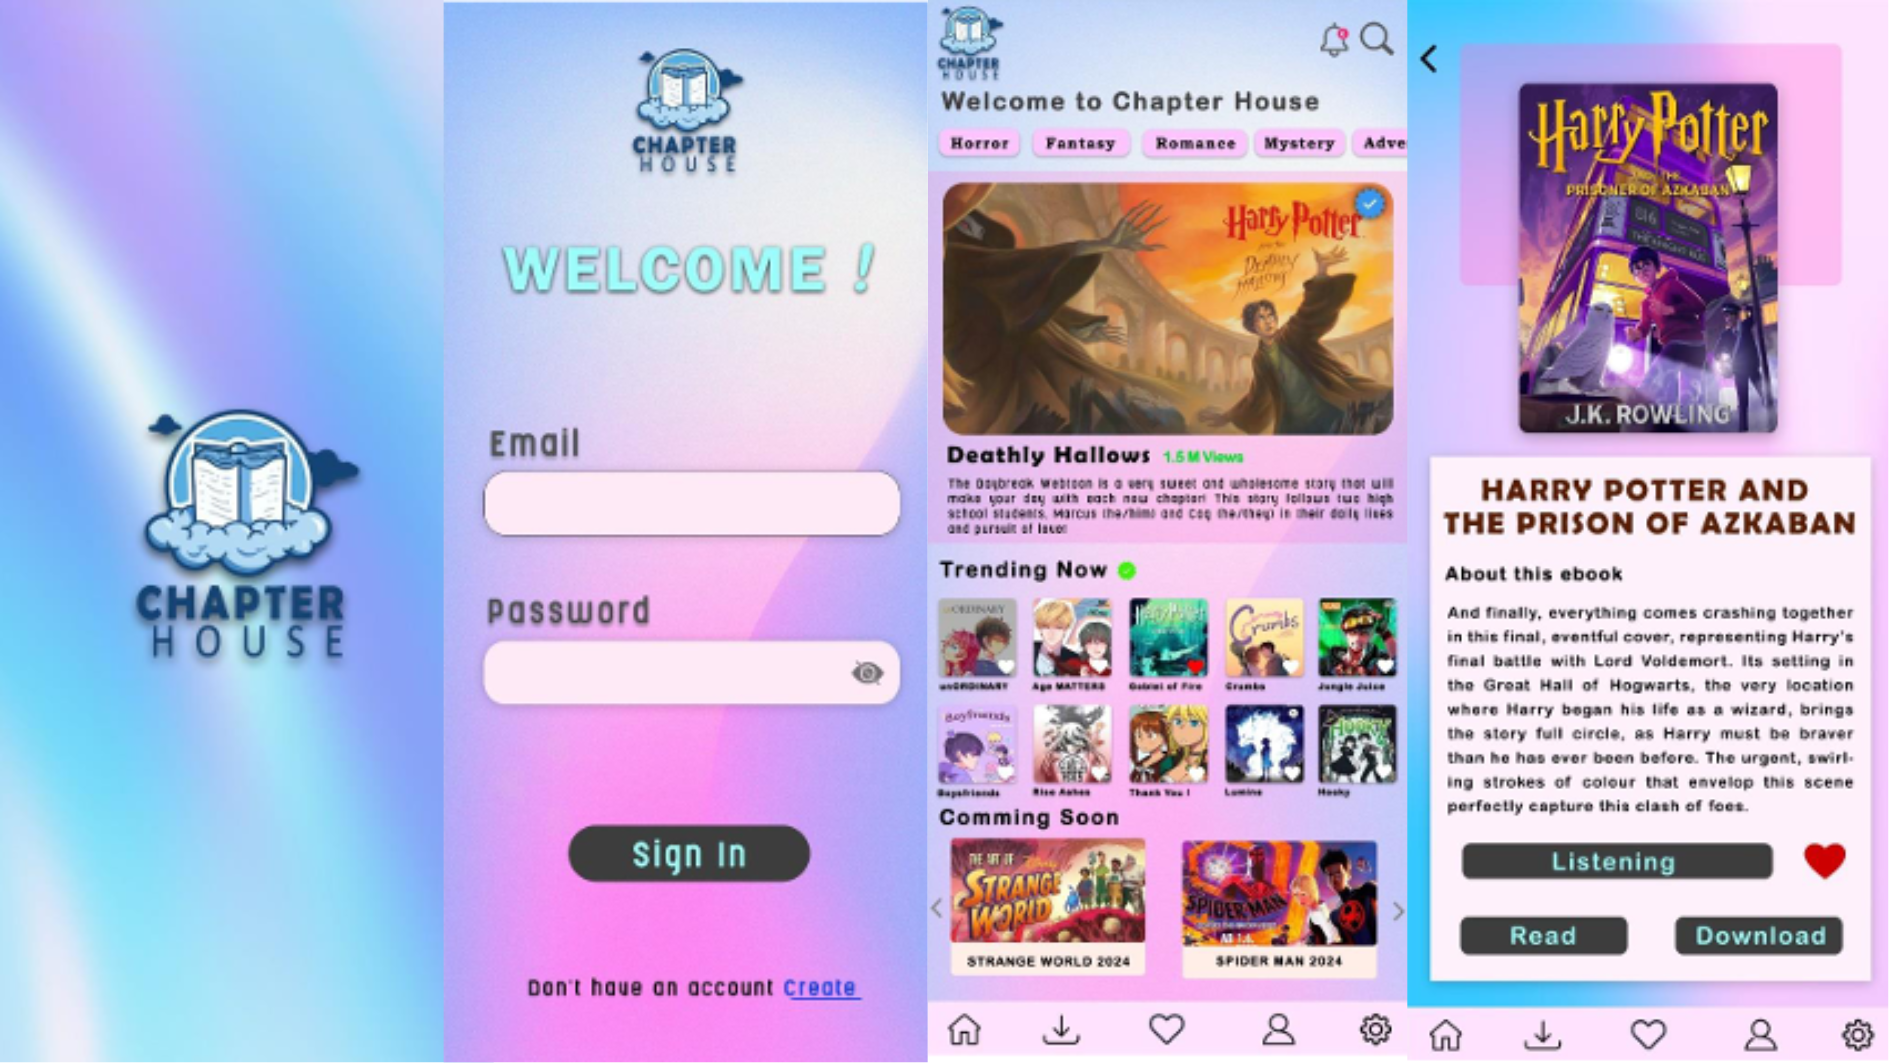 CHAPTER
HOUSE
CHAPTER
HOUSE
WELCOME !
Email
Password
Sign In
Don't have an account Create
CHAPTER
HOUSE
Welcome to Chapter House
Horror Fantasy Romance Mystery Adve
Harry Potter
and the
Deathly
Hallows
Deathly Hallows 1.5 M Views
The Daybreak Webtoon is a very sweet and wholesome story that will
make your day with each new chapter! This story follows two high
school students, Marcus (he/him) and Coy (he/they) in their daily lives
and pursuit of love!
Trending Now
unORDINARY Age MATTERS Goblet of Fire Crumbs Jungle Juice
Crumbs
Boyfriends
Boyfriends Rise Ashes Thank You ! Lumine Hooky
Comming Soon
THE ART OF
STRANGE
WORLD
SPIDER-MAN
STRANGE WORLD 2024 SPIDER MAN 2024
Harry Potter
AND THE
PRISONER OF AZKABAN
J.K. ROWLING
HARRY POTTER AND
THE PRISON OF AZKABAN
About this ebook
And finally, everything comes crashing together
in this final, eventful cover, representing Harry's
final battle with Lord Voldemort. Its setting in
the Great Hall of Hogwarts, the very location
where Harry began his life as a wizard, brings
the story full circle, as Harry must be braver
than he has ever been before. The urgent, swirl-
ing strokes of colour that envelop this scene
perfectly capture this clash of foes.
Listening
Read Download